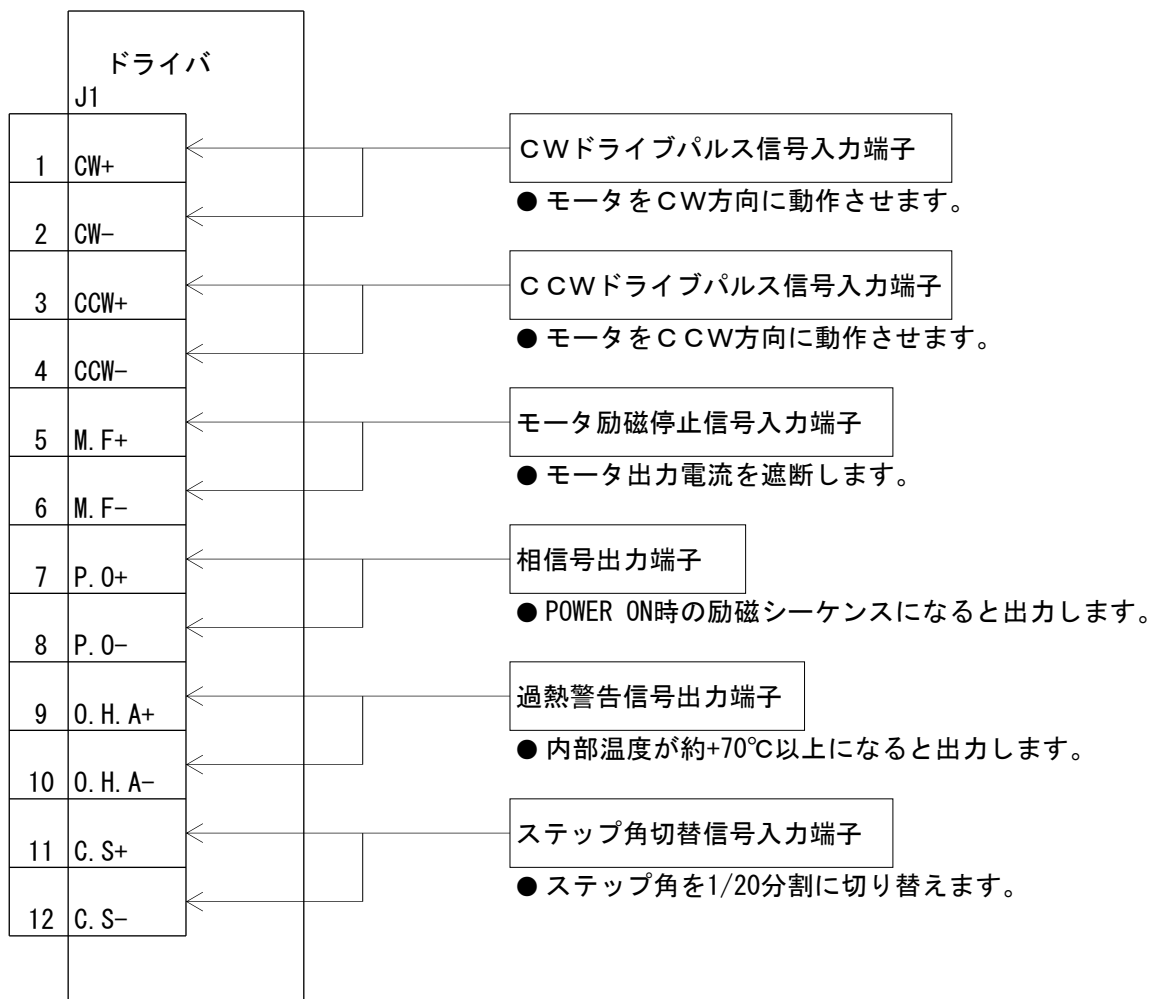 ドライバ
J1
1 CW+
2 CW-
3 CCW+
4 CCW-
5 M.F+
6 M.F-
7 P.O+
8 P.O-
9 O.H.A+
10 O.H.A-
11 C.S+
12 C.S-
CWドライブパルス信号入力端子
● モータをCW方向に動作させます。
CCWドライブパルス信号入力端子
● モータをCCW方向に動作させます。
モータ励磁停止信号入力端子
● モータ出力電流を遮断します。
相信号出力端子
● POWER ON時の励磁シーケンスになると出力します。
過熱警告信号出力端子
● 内部温度が約+70℃以上になると出力します。
ステップ角切替信号入力端子
● ステップ角を1/20分割に切り替えます。